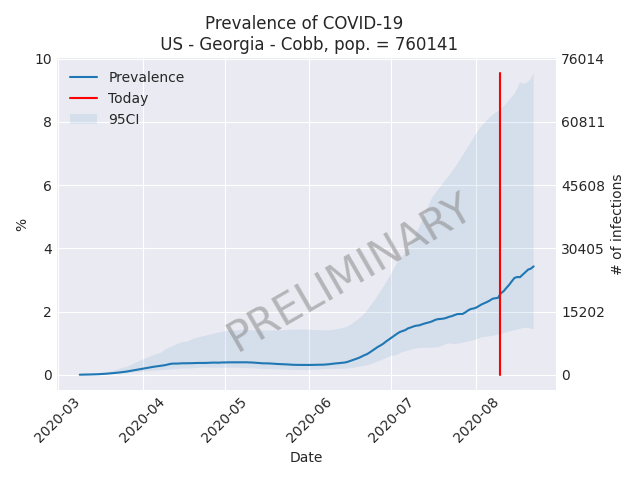 Prevalence of COVID-19
US - Georgia - Cobb, pop. = 760141
Prevalence
Today
95CI
PRELIMINARY
%
10
8
6
4
2
0
76014
60811
45608
30405
15202
0
# of infections
2020-03
2020-04
2020-05
2020-06
2020-07
2020-08
Date